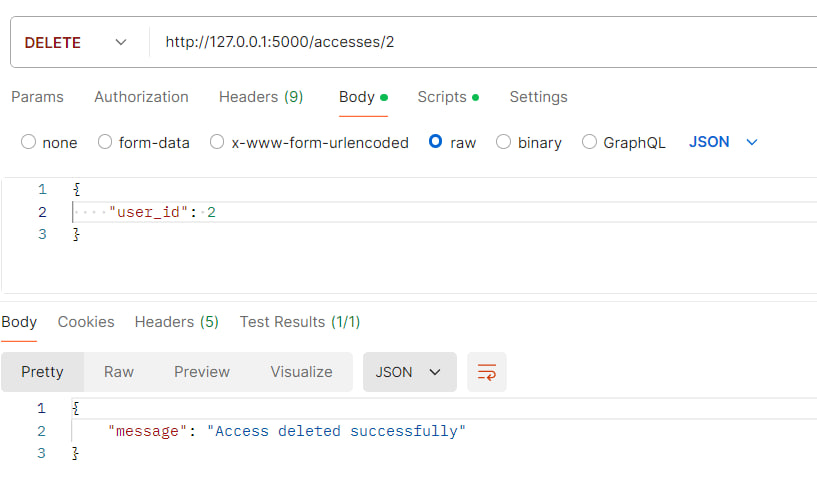 DELETE http://127.0.0.1:5000/accesses/2
Params Authorization Headers (9) Body Scripts Settings
none form-data x-www-form-urlencoded raw binary GraphQL JSON
1 {
2 "user_id": 2
3 }
Body Cookies Headers (5) Test Results (1/1)
Pretty Raw Preview Visualize JSON
1 {
2 "message": "Access deleted successfully"
3 }